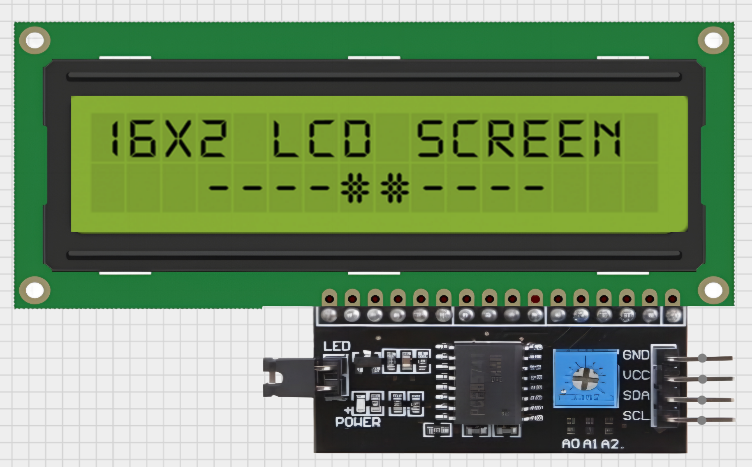 16X2 LCD SCREEN
----##----
LED
GND
VCC
SDA
SCL
POWER
A0 A1 A2